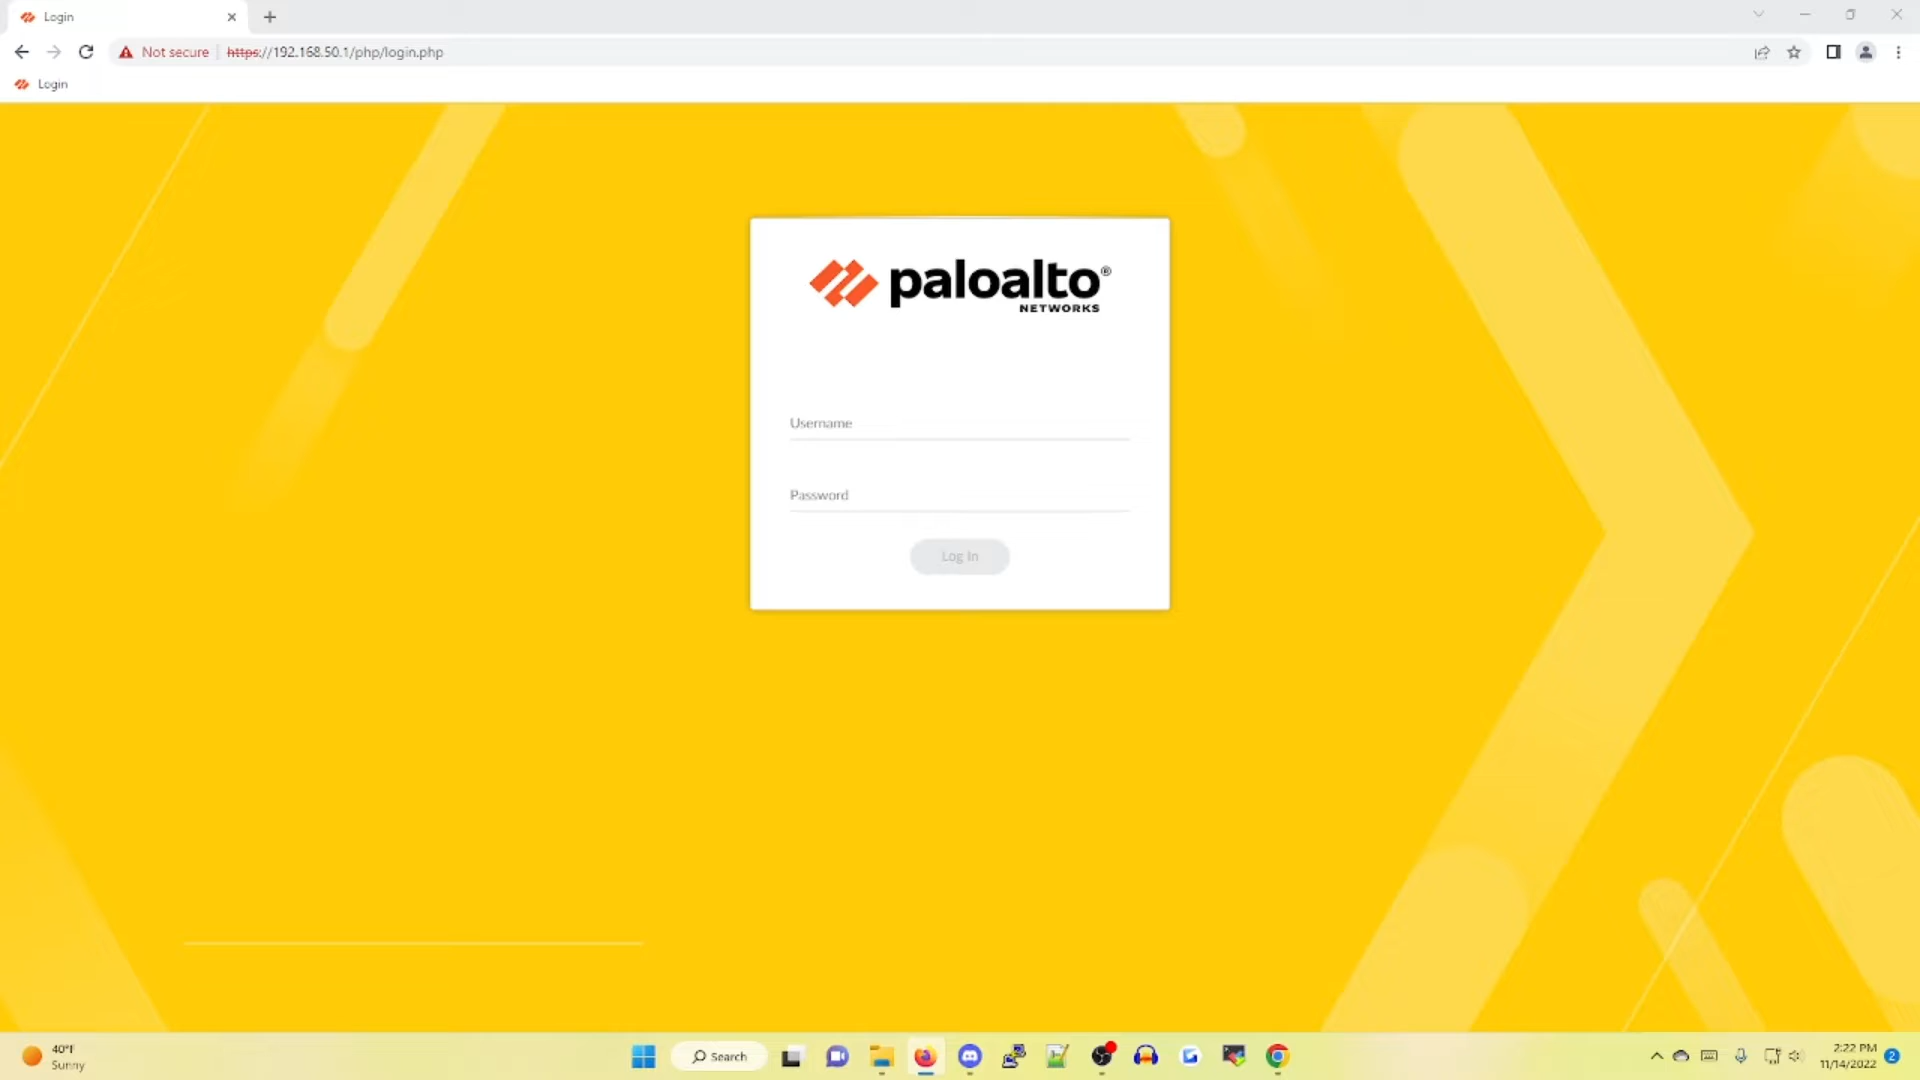 Login
Not secure https://192.168.50.1/php/login.php
Login
paloalto®
NETWORKS
Username
Password
Log In
40°F
Sunny
Search
2:22 PM
11/14/2022
2